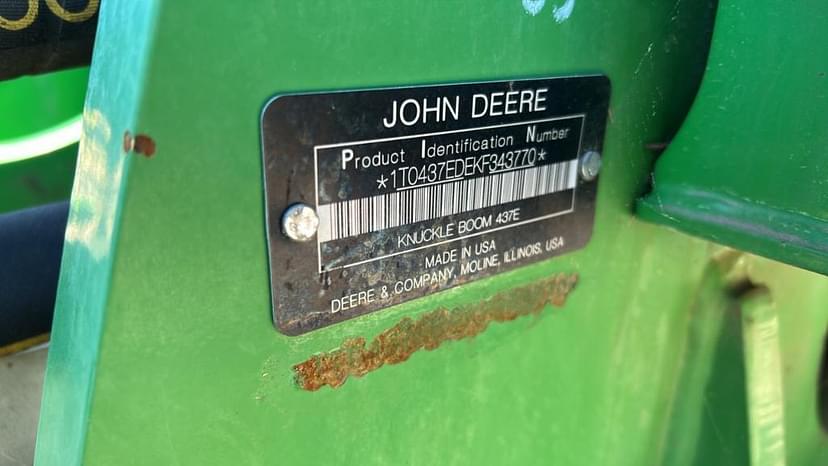 JOHN DEERE
Product Identification Number
*1T0437EDEKF343770*
KNUCKLE BOOM 437E
MADE IN USA
DEERE & COMPANY, MOLINE, ILLINOIS, USA